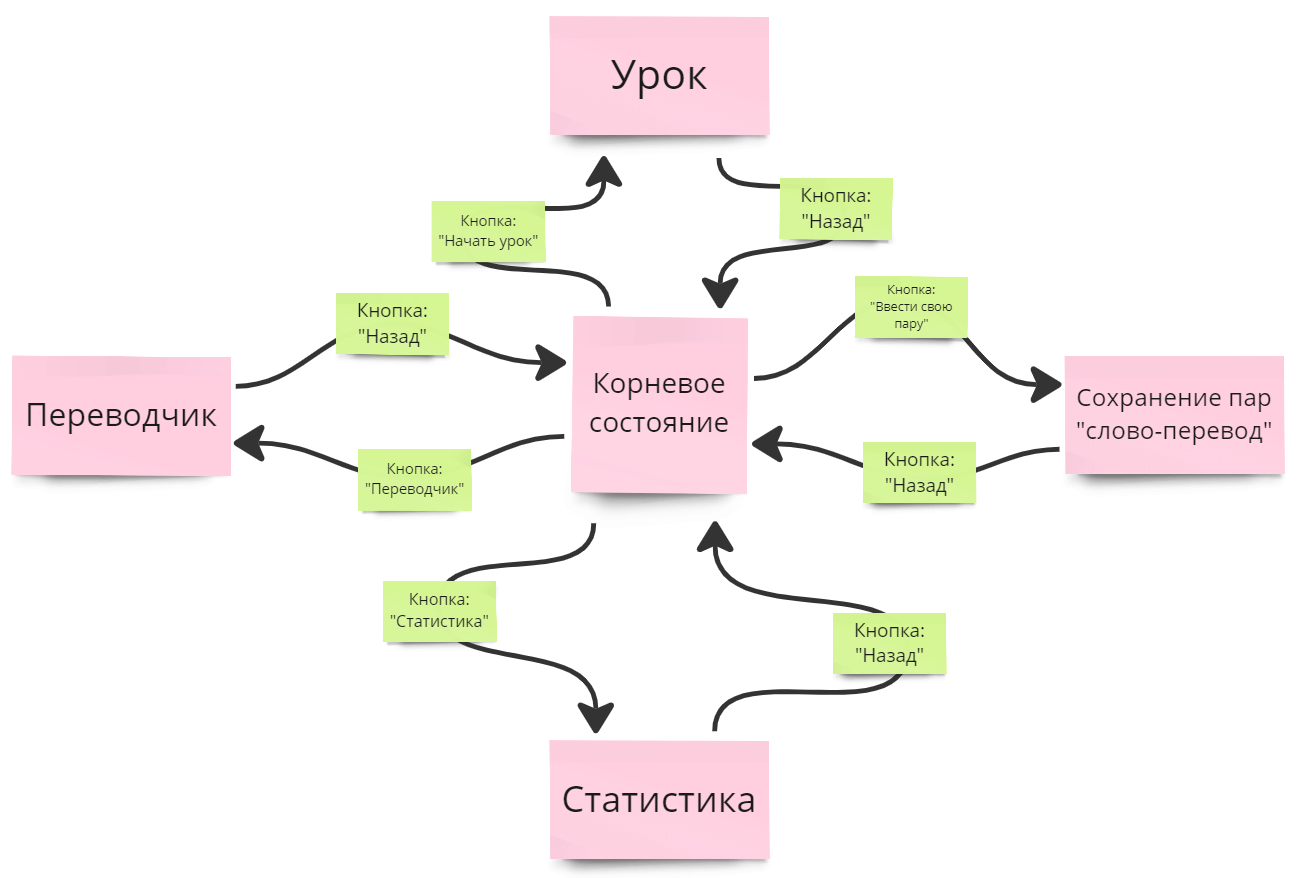 Урок
Кнопка:
"Начать урок"
Кнопка:
"Назад"
Кнопка:
"Назад"
Кнопка:
"Ввести свою
пару"
Переводчик
Корневое
состояние
Сохранение пар
"слово-перевод"
Кнопка:
"Переводчик"
Кнопка:
"Назад"
Кнопка:
"Статистика"
Кнопка:
"Назад"
Статистика